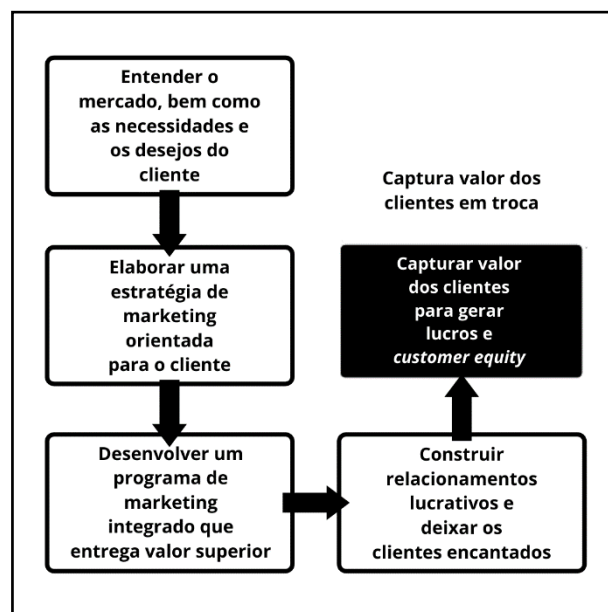 Entender o
mercado, bem como
as necessidades e
os desejos do
cliente
Elaborar uma
estratégia de
marketing
orientada
para o cliente
Desenvolver um
programa de
marketing
integrado que
entrega valor superior
Construir
relacionamentos
lucrativos e
deixar os
clientes encantados
Captura valor dos
clientes em troca
Capturar valor
dos clientes
para gerar
lucros e
customer equity